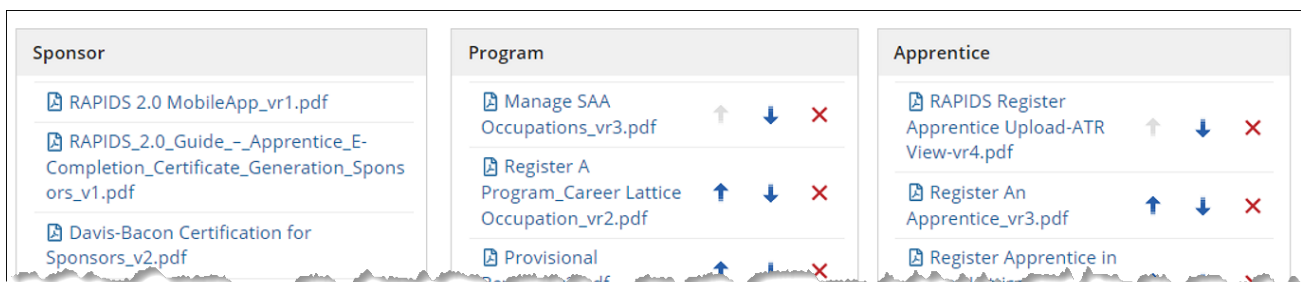 Sponsor
RAPIDS 2.0 MobileApp_vr1.pdf
RAPIDS_2.0_Guide_–_Apprentice_E-
Completion_Certificate_Generation_Spons
ors_v1.pdf
Davis-Bacon Certification for
Sponsors_v2.pdf
Program
Manage SAA
Occupations_vr3.pdf
Register A
Program_Career Lattice
Occupation_vr2.pdf
Provisional
Apprentice
RAPIDS Register
Apprentice Upload-ATR
View-vr4.pdf
Register An
Apprentice_vr3.pdf
Register Apprentice in